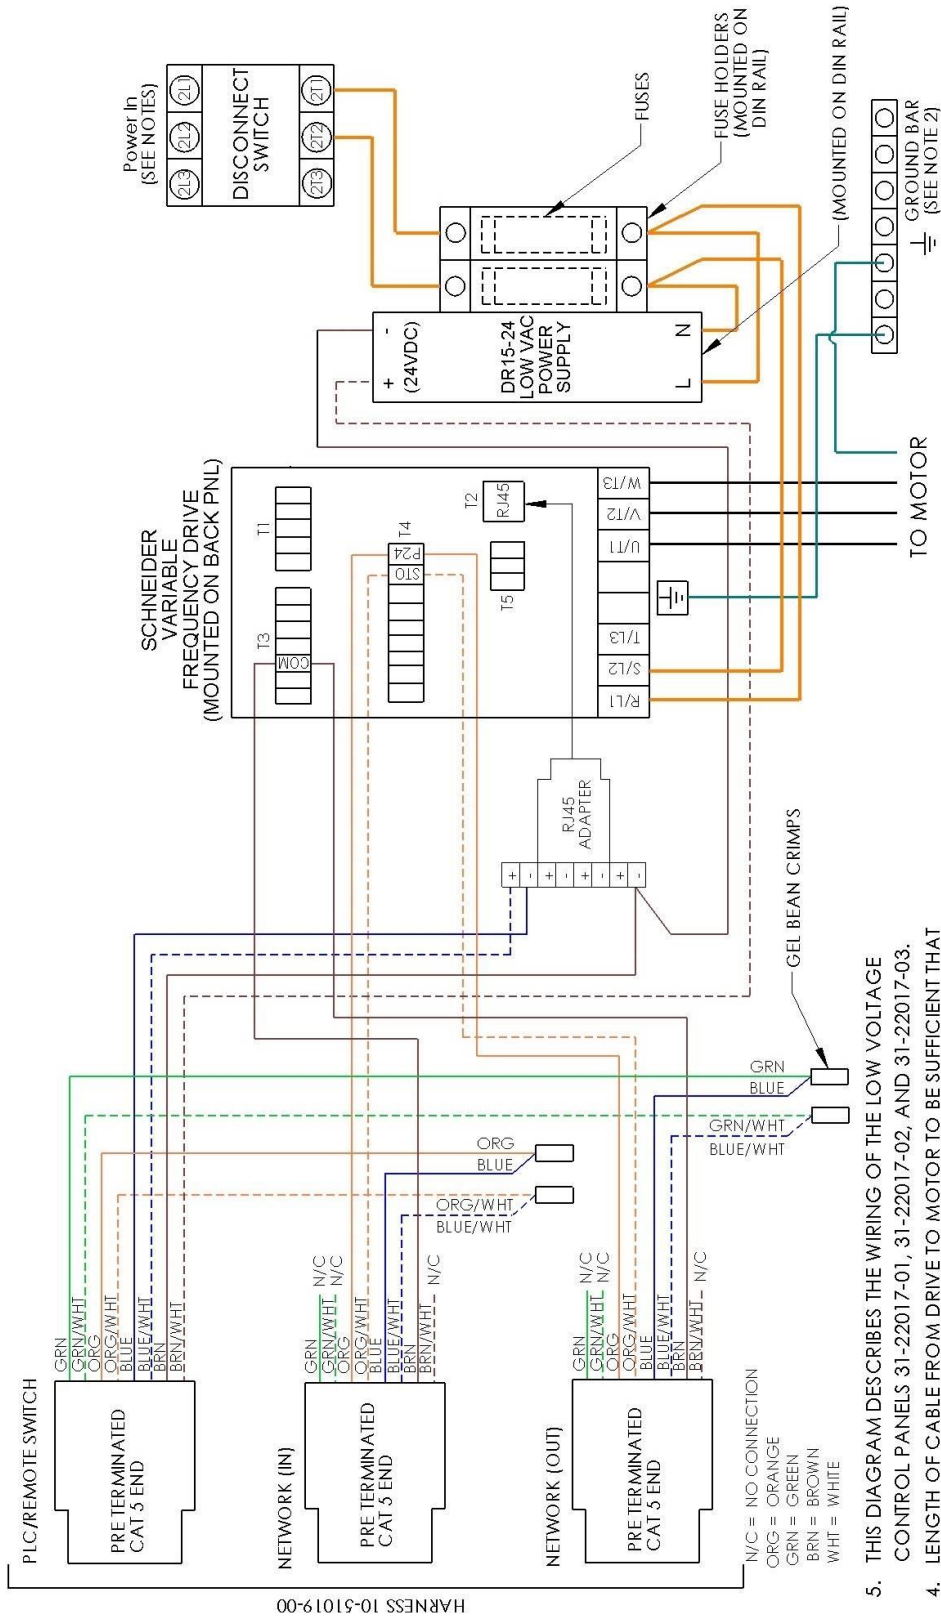 HARNESS 10-51019-00
PLC/REMOTE SWITCH
PRE TERMINATED
CAT 5 END
GRN
GRN/WHT
ORG
ORG/WHT
BLUE
BLUE/WHT
BRN
BRN/WHT
NETWORK (IN)
PRE TERMINATED
CAT 5 END
GRN
N/C
GRN/WHT
N/C
ORG
ORG/WHT
BLUE
BLUE/WHT
BRN
BRN/WHT
N/C
NETWORK (OUT)
PRE TERMINATED
CAT 5 END
GRN
N/C
GRN/WHT
N/C
ORG
ORG/WHT
BLUE
BLUE/WHT
BRN
BRN/WHT
N/C
ORG
BLUE
ORG/WHT
BLUE/WHT
GRN
BLUE
GRN/WHT
BLUE/WHT
GEL BEAN CRIMPS
+
-
+
-
+
-
+
-
RJ45
ADAPTER
SCHNEIDER
VARIABLE
FREQUENCY DRIVE
(MOUNTED ON BACK PNL)
T3
COM
T1
T4
STO
P24
T5
T2
RJ45
R/L1
S/L2
T/L3
U/T1
V/T2
W/T3
TO MOTOR
Power In
(SEE NOTES)
2L3
2L2
2L1
DISCONNECT
SWITCH
2T3
2T2
2T1
+
-
(24VDC)
DR15-24
LOW VAC
POWER
SUPPLY
L
N
FUSES
FUSE HOLDERS
(MOUNTED ON
DIN RAIL)
(MOUNTED ON DIN RAIL)
GROUND BAR
(SEE NOTE 2)
N/C = NO CONNECTION
ORG = ORANGE
GRN = GREEN
BRN = BROWN
WHT = WHITE
5. THIS DIAGRAM DESCRIBES THE WIRING OF THE LOW VOLTAGE
CONTROL PANELS 31-22017-01, 31-22017-02, AND 31-22017-03.
4. LENGTH OF CABLE FROM DRIVE TO MOTOR TO BE SUFFICIENT THAT